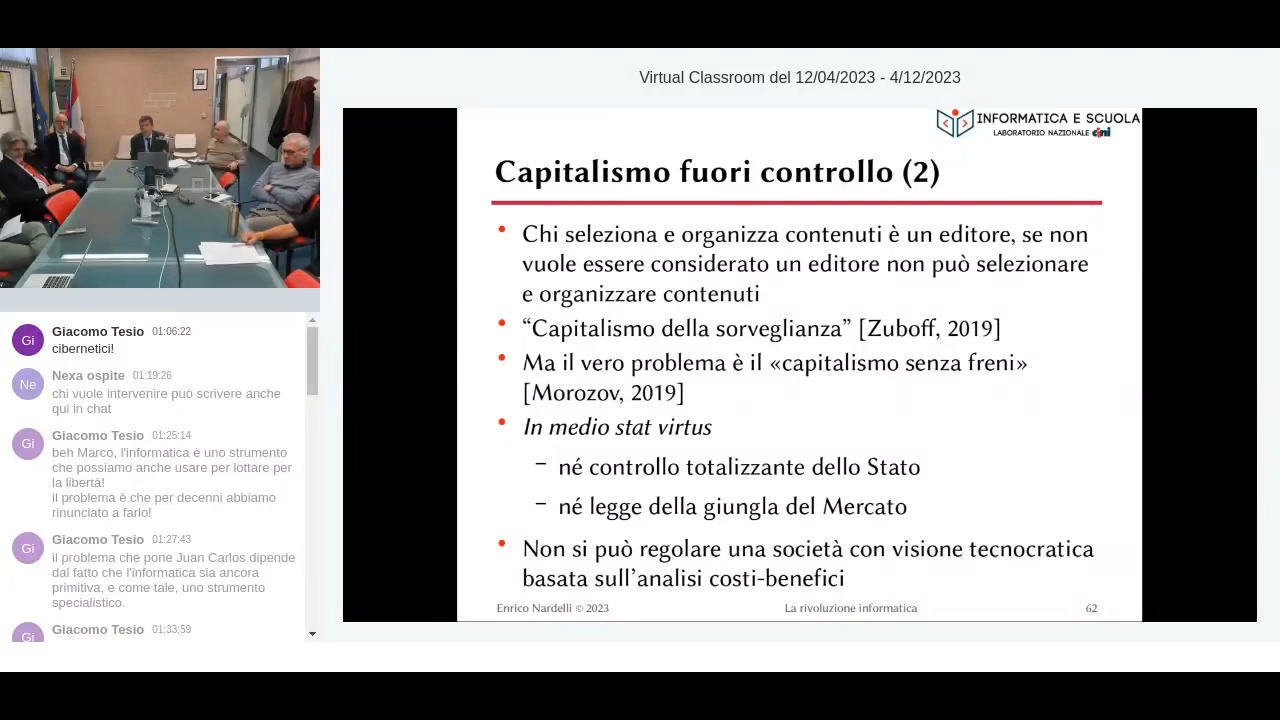 Virtual Classroom del 12/04/2023 - 4/12/2023
INFORMATICA E SCUOLA
LABORATORIO NAZIONALE cini
Capitalismo fuori controllo (2)
• Chi seleziona e organizza contenuti è un editore, se non
vuole essere considerato un editore non può selezionare
e organizzare contenuti
• “Capitalismo della sorveglianza” [Zuboff, 2019]
• Ma il vero problema è il «capitalismo senza freni»
[Morozov, 2019]
• In medio stat virtus
– né controllo totalizzante dello Stato
– né legge della giungla del Mercato
• Non si può regolare una società con visione tecnocratica
basata sull’analisi costi-benefici
Enrico Nardelli © 2023 La rivoluzione informatica 62
Gi Giacomo Tesio 01:06:22
cibernetici!
Ne Nexa ospite 01:19:26
chi vuole intervenire può scrivere anche
qui in chat
Gi Giacomo Tesio 01:25:14
beh Marco, l'informatica è uno strumento
che possiamo anche usare per lottare per
la libertà!
il problema è che per decenni abbiamo
rinunciato a farlo!
Gi Giacomo Tesio 01:27:43
il problema che pone Juan Carlos dipende
dal fatto che l'informatica sia ancora
primitiva, e come tale, uno strumento
specialistico.
Gi Giacomo Tesio 01:33:59